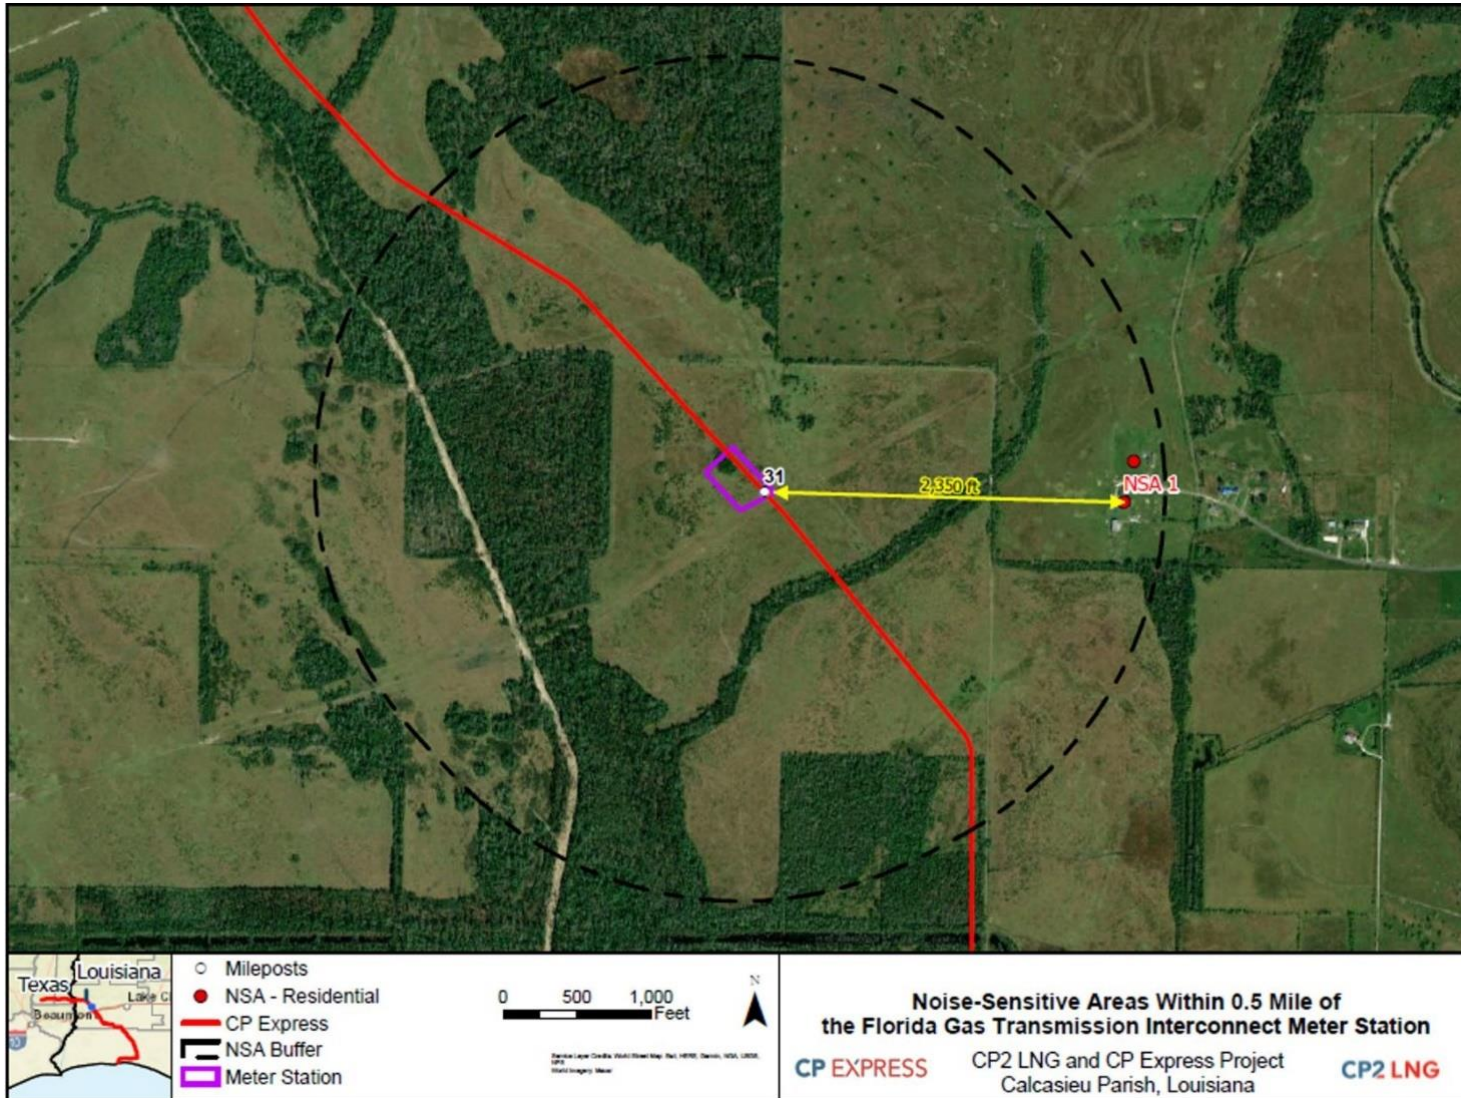 31
2,350 ft
NSA 1
Texas
Louisiana
Lake C
Beaumont
Mileposts
NSA - Residential
CP Express
NSA Buffer
Meter Station
0 500 1,000
Feet
N
Noise-Sensitive Areas Within 0.5 Mile of
the Florida Gas Transmission Interconnect Meter Station
CP EXPRESS
CP2 LNG and CP Express Project
Calcasieu Parish, Louisiana
CP2 LNG